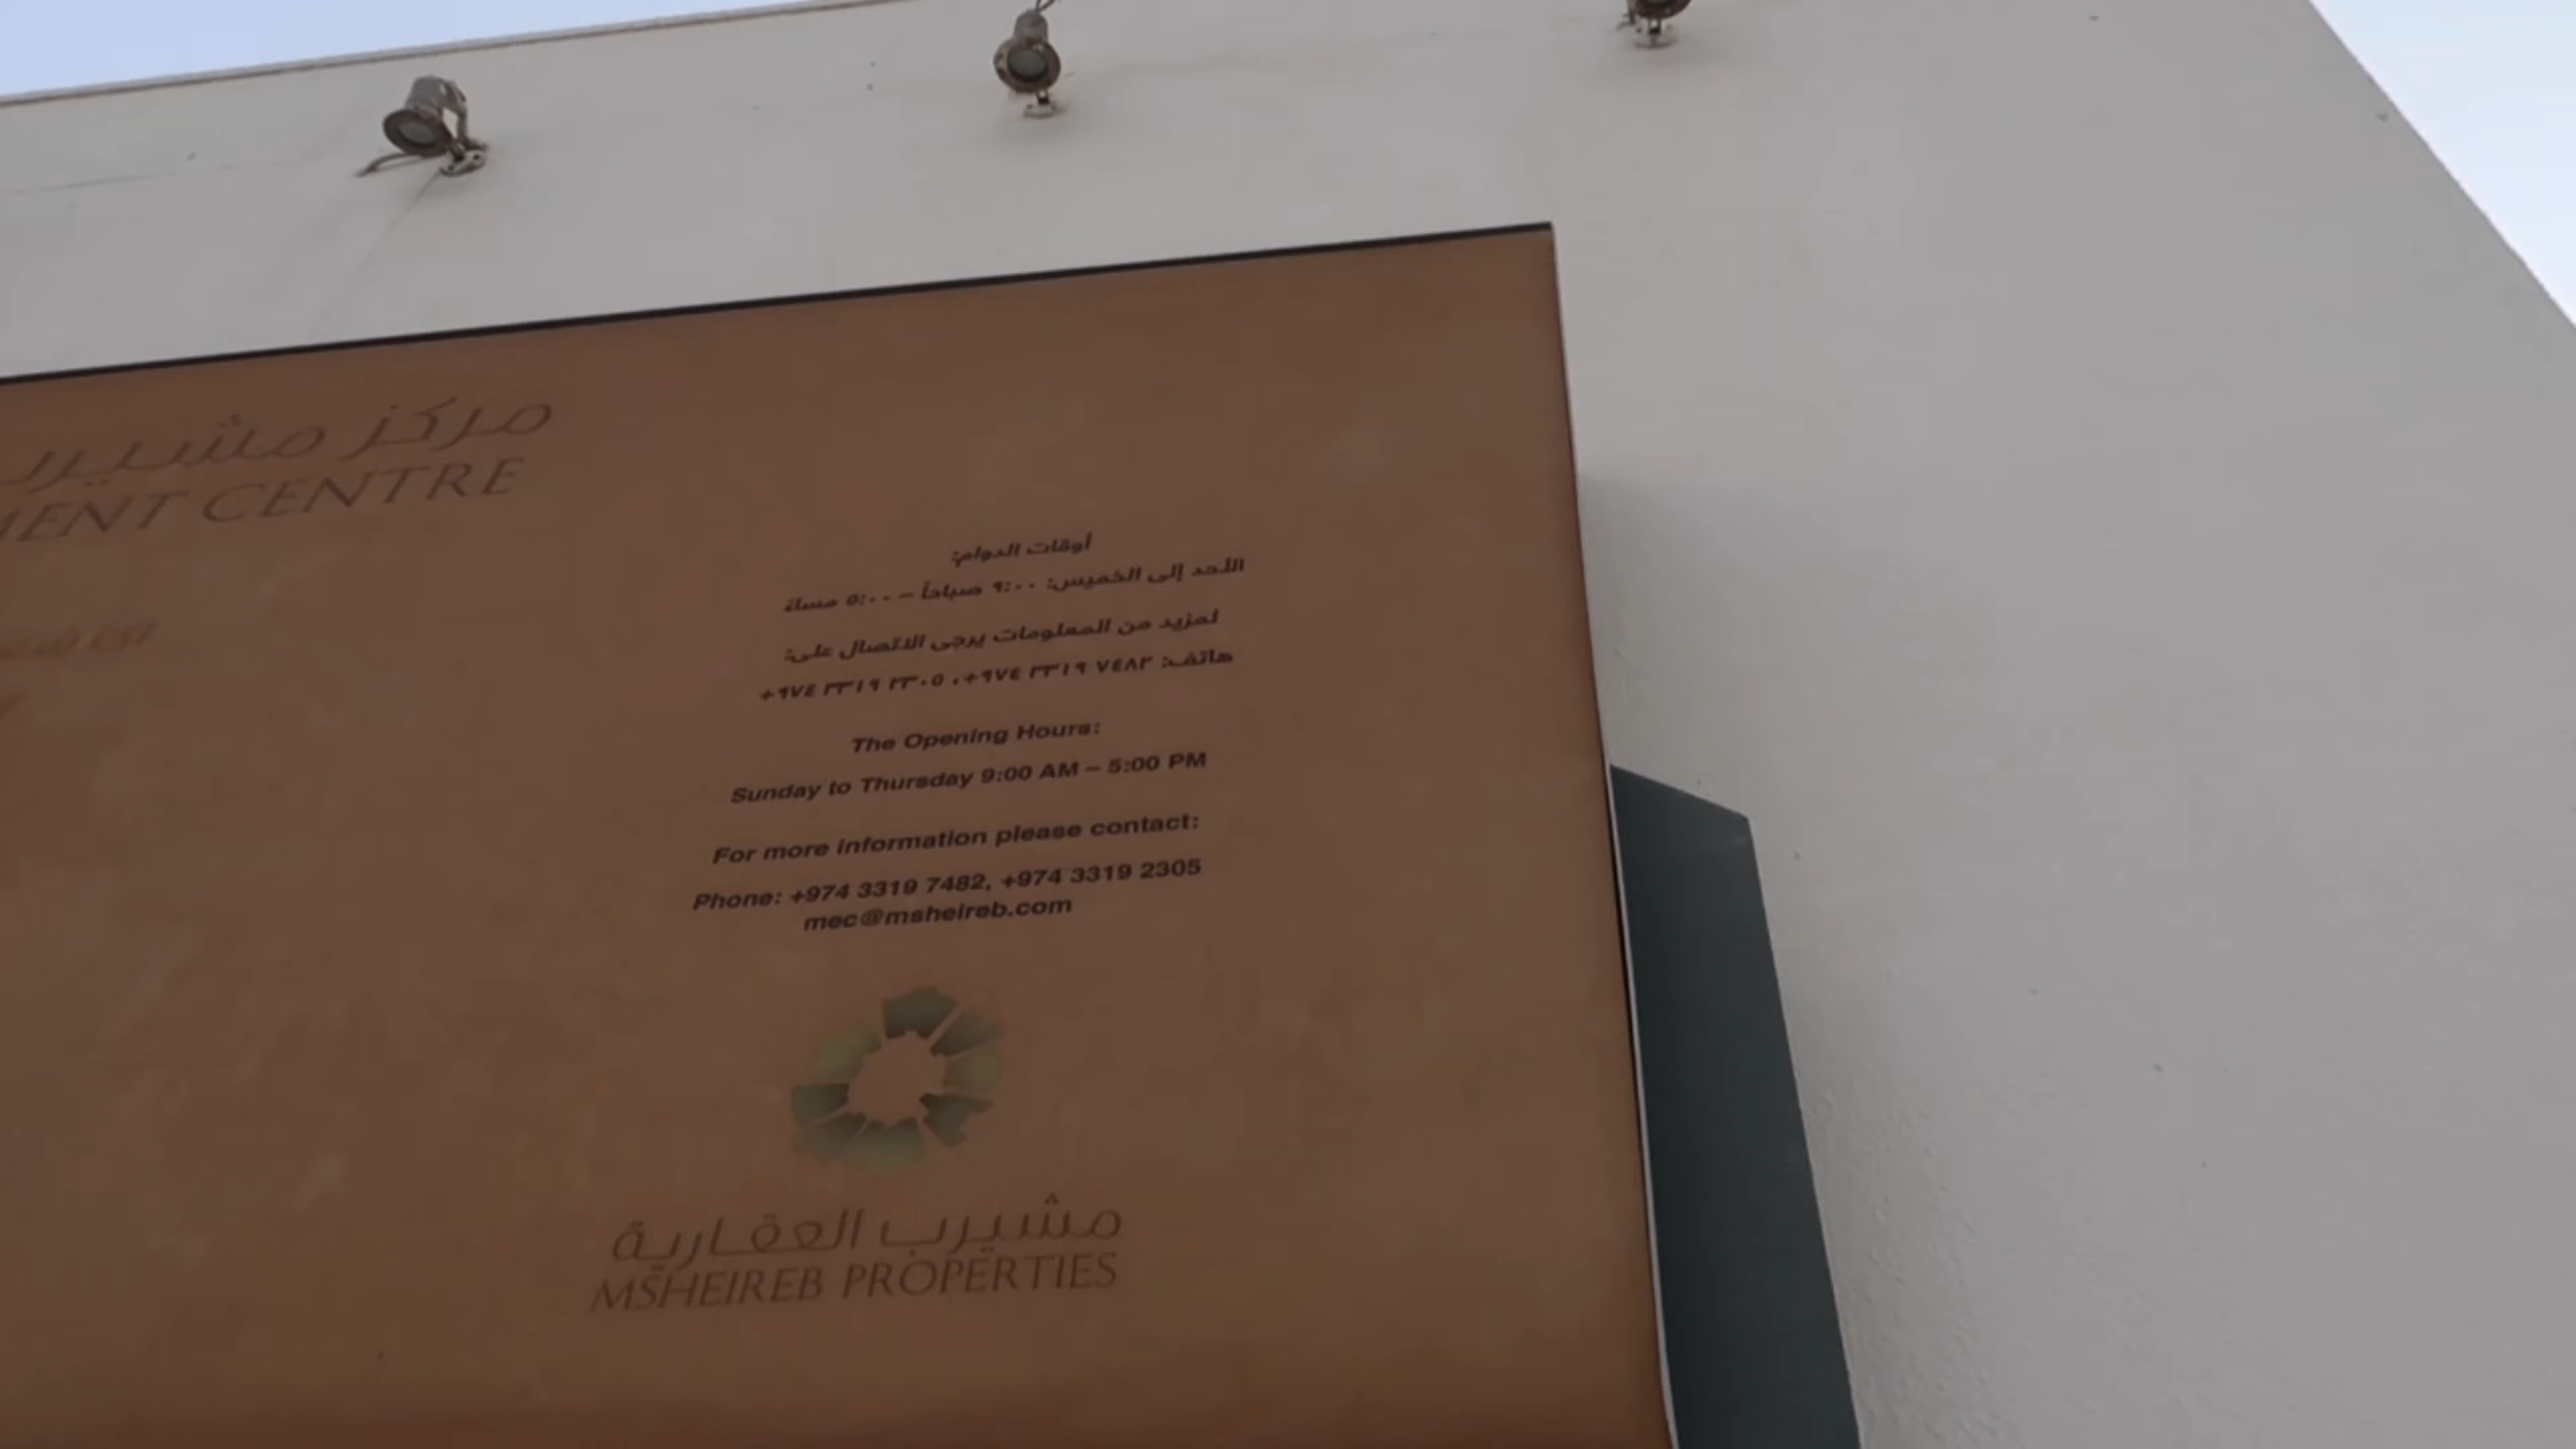 مركز مشيرب
MENT CENTRE
أوقات الدوام:
الأحد إلى الخميس: ٩:٠٠ صباحاً – ٥:٠٠ مساءً
لمزيد من المعلومات يرجى الاتصال على:
هاتف: ٧٤٨٢ ٣٣١٩ ٩٧٤+، ٢٣٠٥ ٣٣١٩ ٩٧٤+
The Opening Hours:
Sunday to Thursday 9:00 AM – 5:00 PM
For more information please contact:
Phone: +974 3319 7482, +974 3319 2305
mec@msheireb.com
مشيرب العقارية
MSHEIREB PROPERTIES